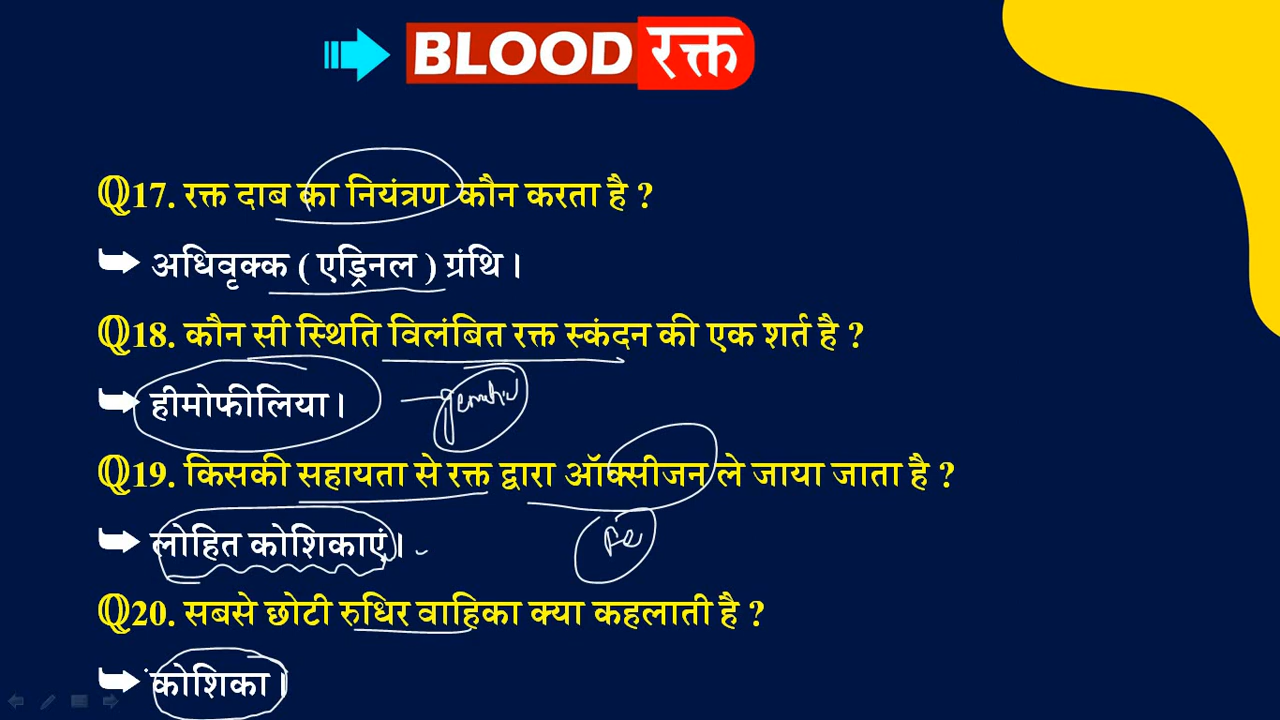 BLOOD रक्त
Q17. रक्त दाब का नियंत्रण कौन करता है ?
अधिवृक्क ( एड्रिनल ) ग्रंथि ।
Q18. कौन सी स्थिति विलंबित रक्त स्कंदन की एक शर्त है ?
हीमोफीलिया ।
Q19. किसकी सहायता से रक्त द्वारा ऑक्सीजन ले जाया जाता है ?
लोहित कोशिकाएं ।
Fe
Q20. सबसे छोटी रुधिर वाहिका क्या कहलाती है ?
कोशिका ।